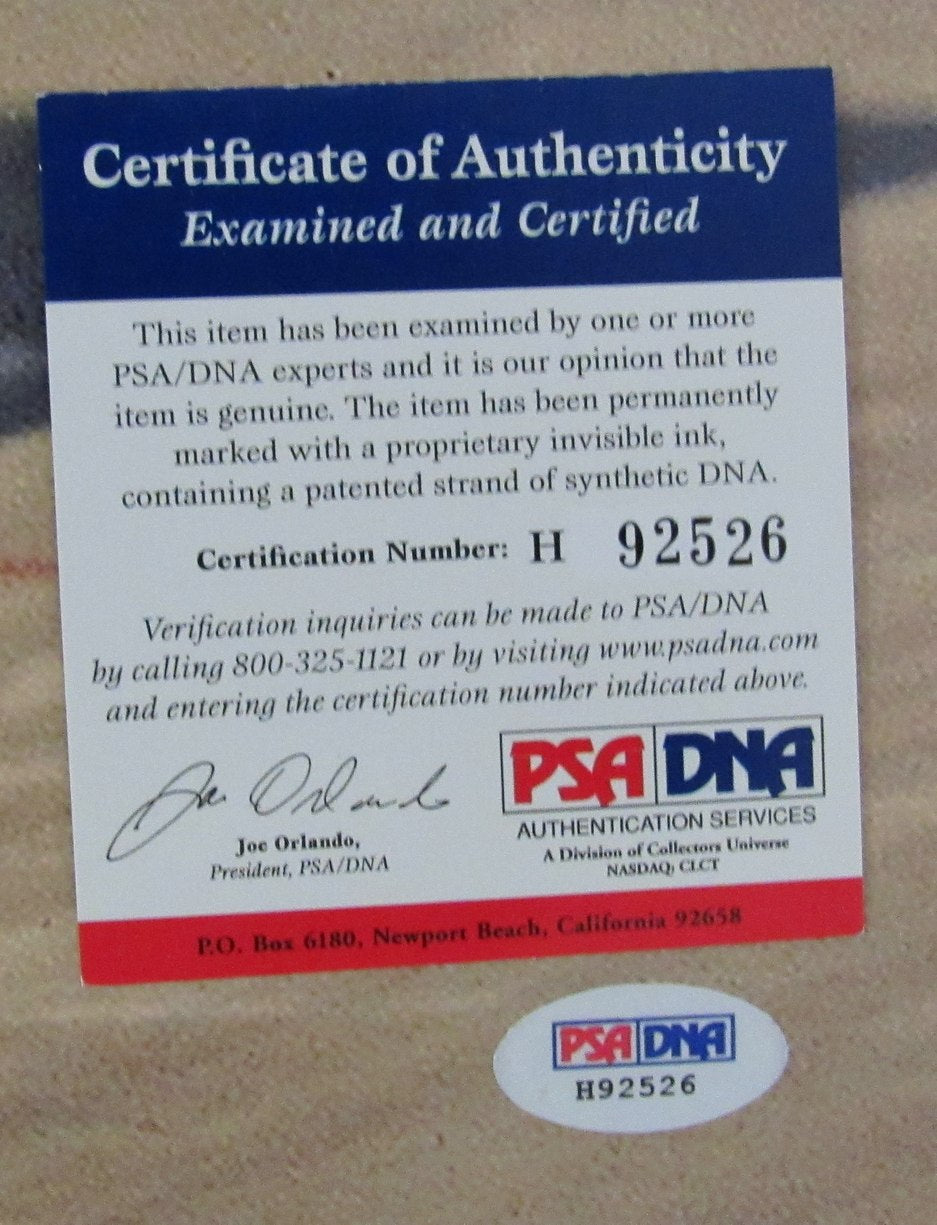 Certificate of Authenticity
Examined and Certified
This item has been examined by one or more
PSA/DNA experts and it is our opinion that the
item is genuine. The item has been permanently
marked with a proprietary invisible ink,
containing a patented strand of synthetic DNA.
Certification Number: H 92526
Verification inquiries can be made to PSA/DNA
by calling 800-325-1121 or by visiting www.psadna.com
and entering the certification number indicated above.
Joe Orlando
Joe Orlando,
President, PSA/DNA
PSA DNA
AUTHENTICATION SERVICES
A Division of Collectors Universe
NASDAQ; CLCT
P.O. Box 6180, Newport Beach, California 92658
PSA DNA
H92526